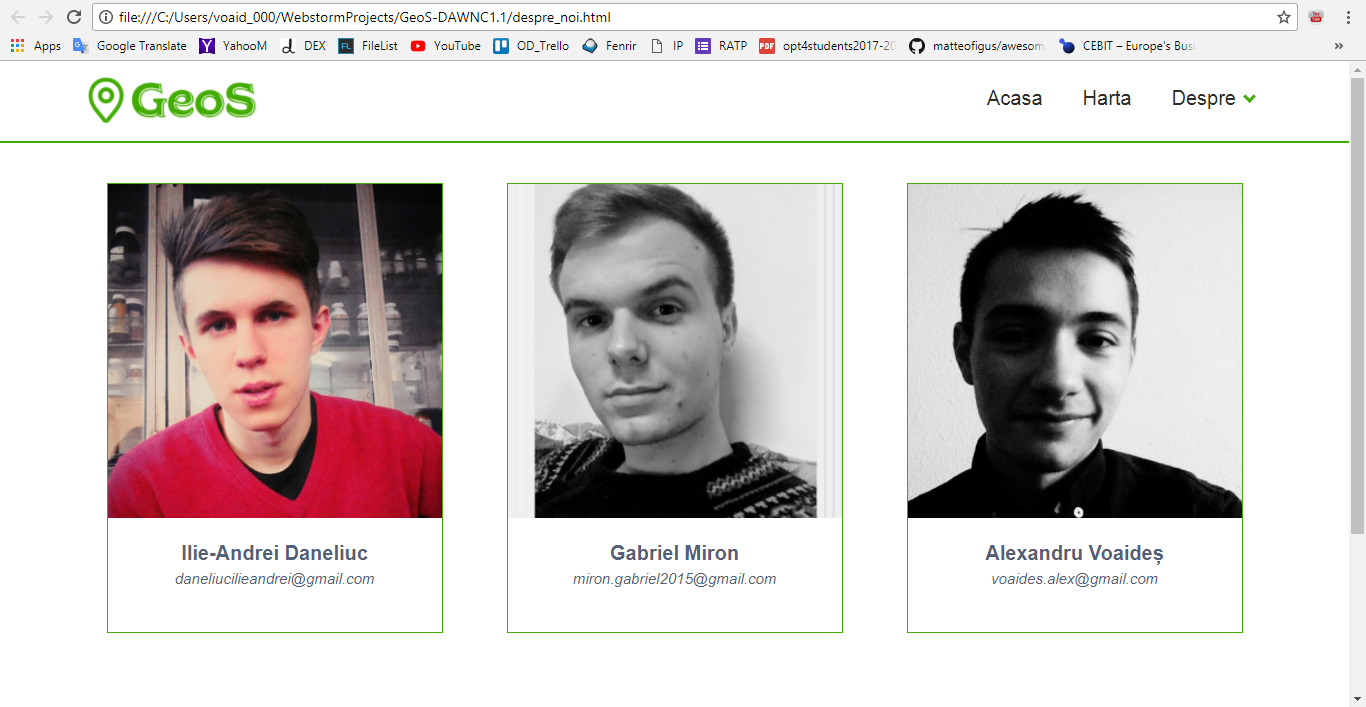 file:///C:/Users/voaid_000/WebstormProjects/GeoS-DAWNC1.1/despre_noi.html
Apps Google Translate YahooM DEX FileList YouTube OD_Trello Fenrir IP RATP opt4students2017-20 matteofigus/awesom CEBIT – Europe's Busi »
GeoS Acasa Harta Despre
Ilie-Andrei Daneliuc Gabriel Miron Alexandru Voaideș
daneliucilieandrei@gmail.com miron.gabriel2015@gmail.com voaides.alex@gmail.com